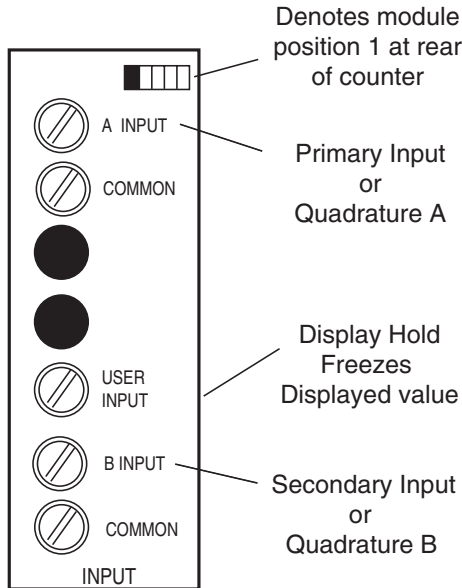 Denotes module
position 1 at rear
of counter
A INPUT
Primary Input
or
Quadrature A
COMMON
Display Hold
Freezes
Displayed value
USER
INPUT
B INPUT
Secondary Input
or
Quadrature B
COMMON
INPUT